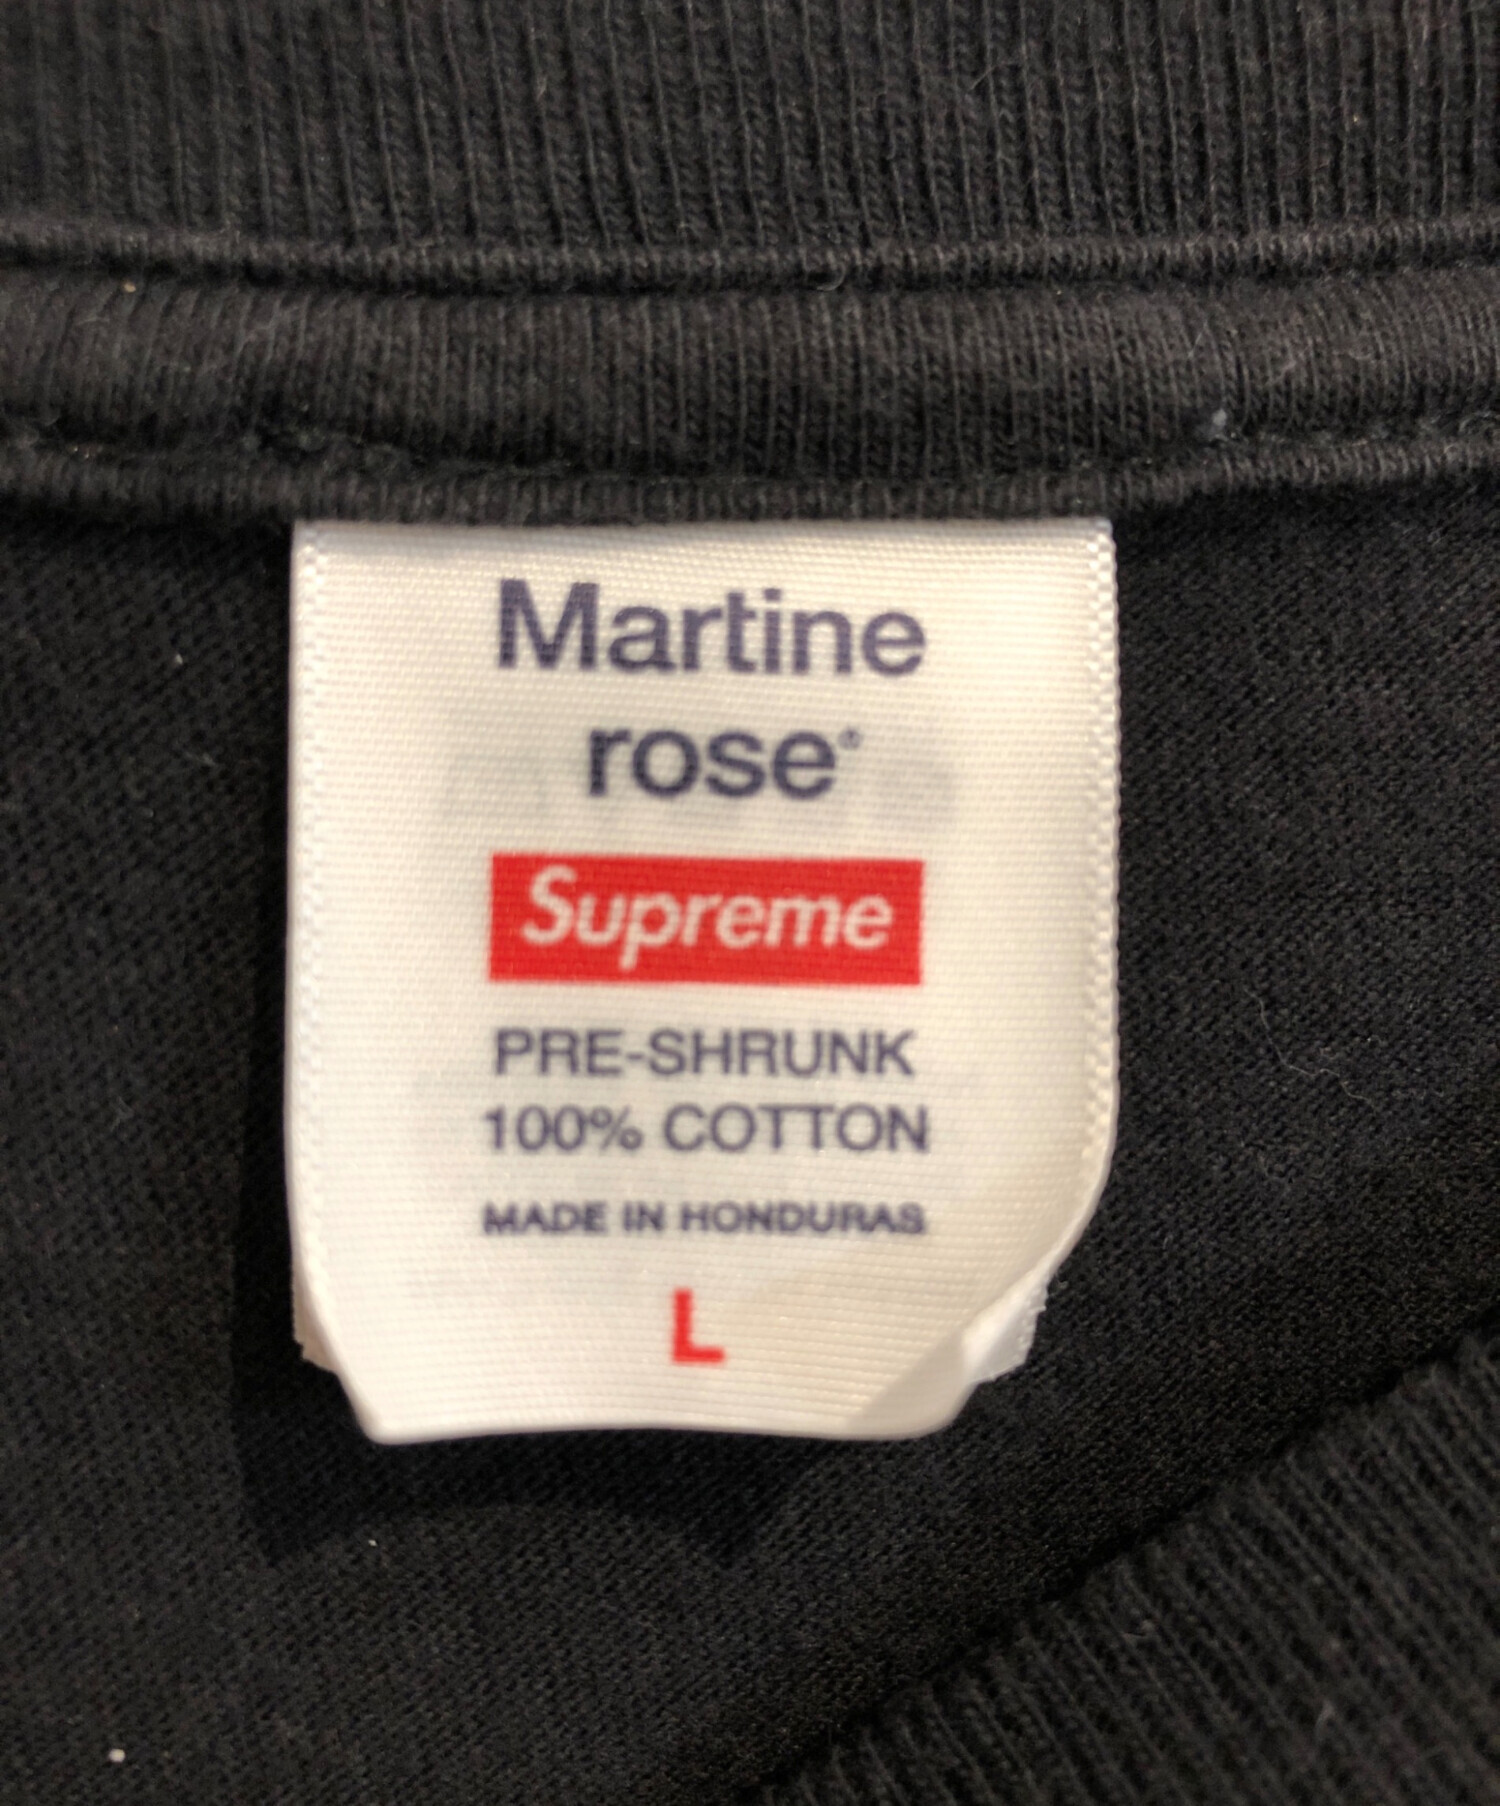 Martine
rose®
Supreme
PRE-SHRUNK
100% COTTON
MADE IN HONDURAS
L